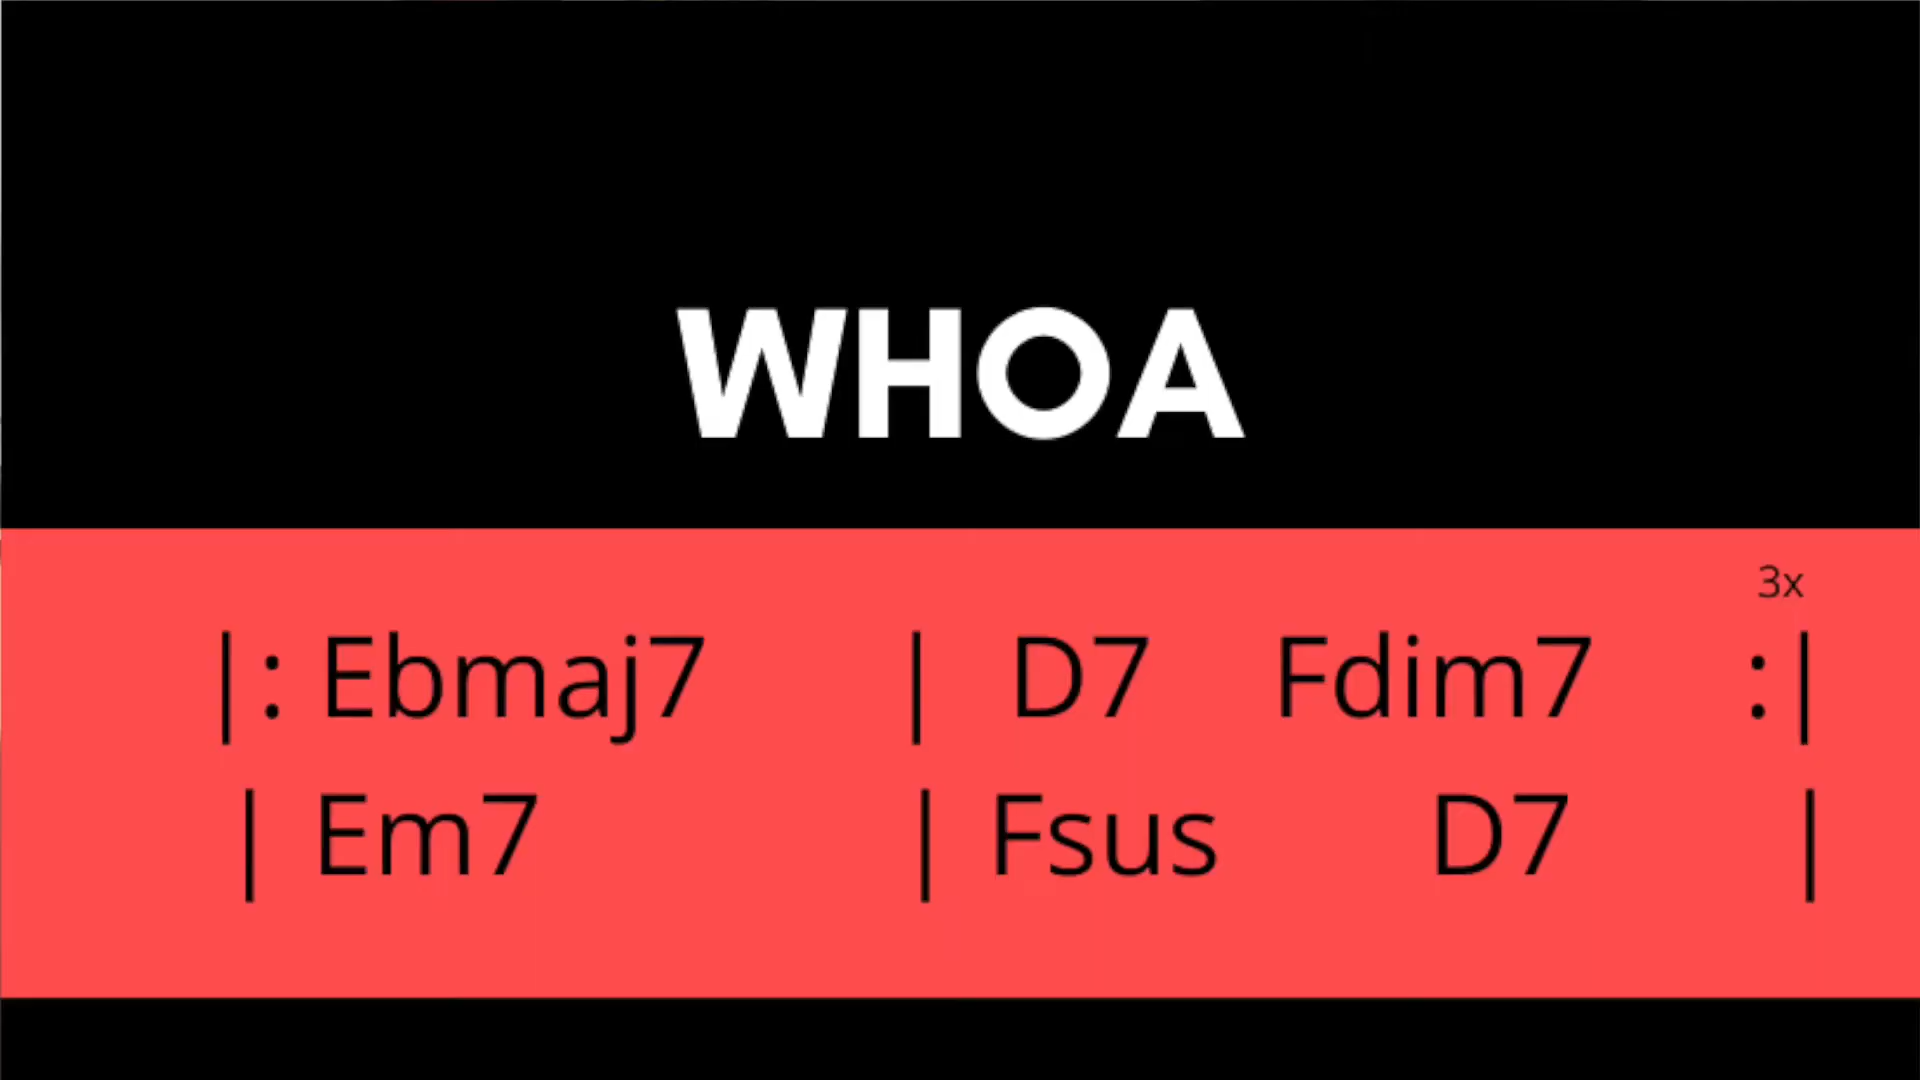 WHOA
3x
|: Ebmaj7 | D7 Fdim7 :|
| Em7 | Fsus D7 |